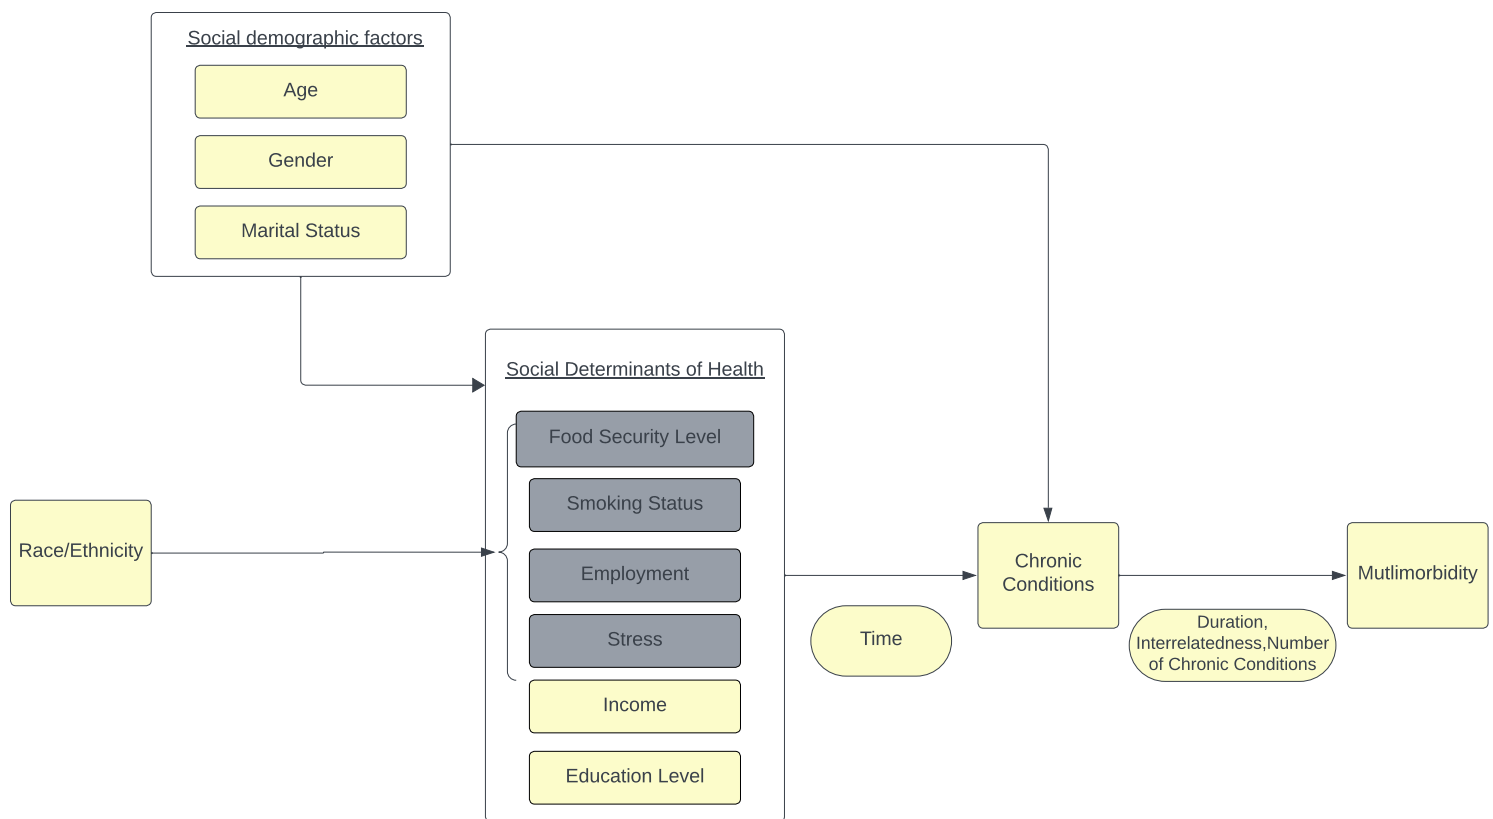 Social demographic factors
Age
Gender
Marital Status
Social Determinants of Health
Food Security Level
Smoking Status
Employment
Stress
Income
Education Level
Race/Ethnicity
Time
Chronic
Conditions
Duration,
Interrelatedness,Number
of Chronic Conditions
Mutlimorbidity